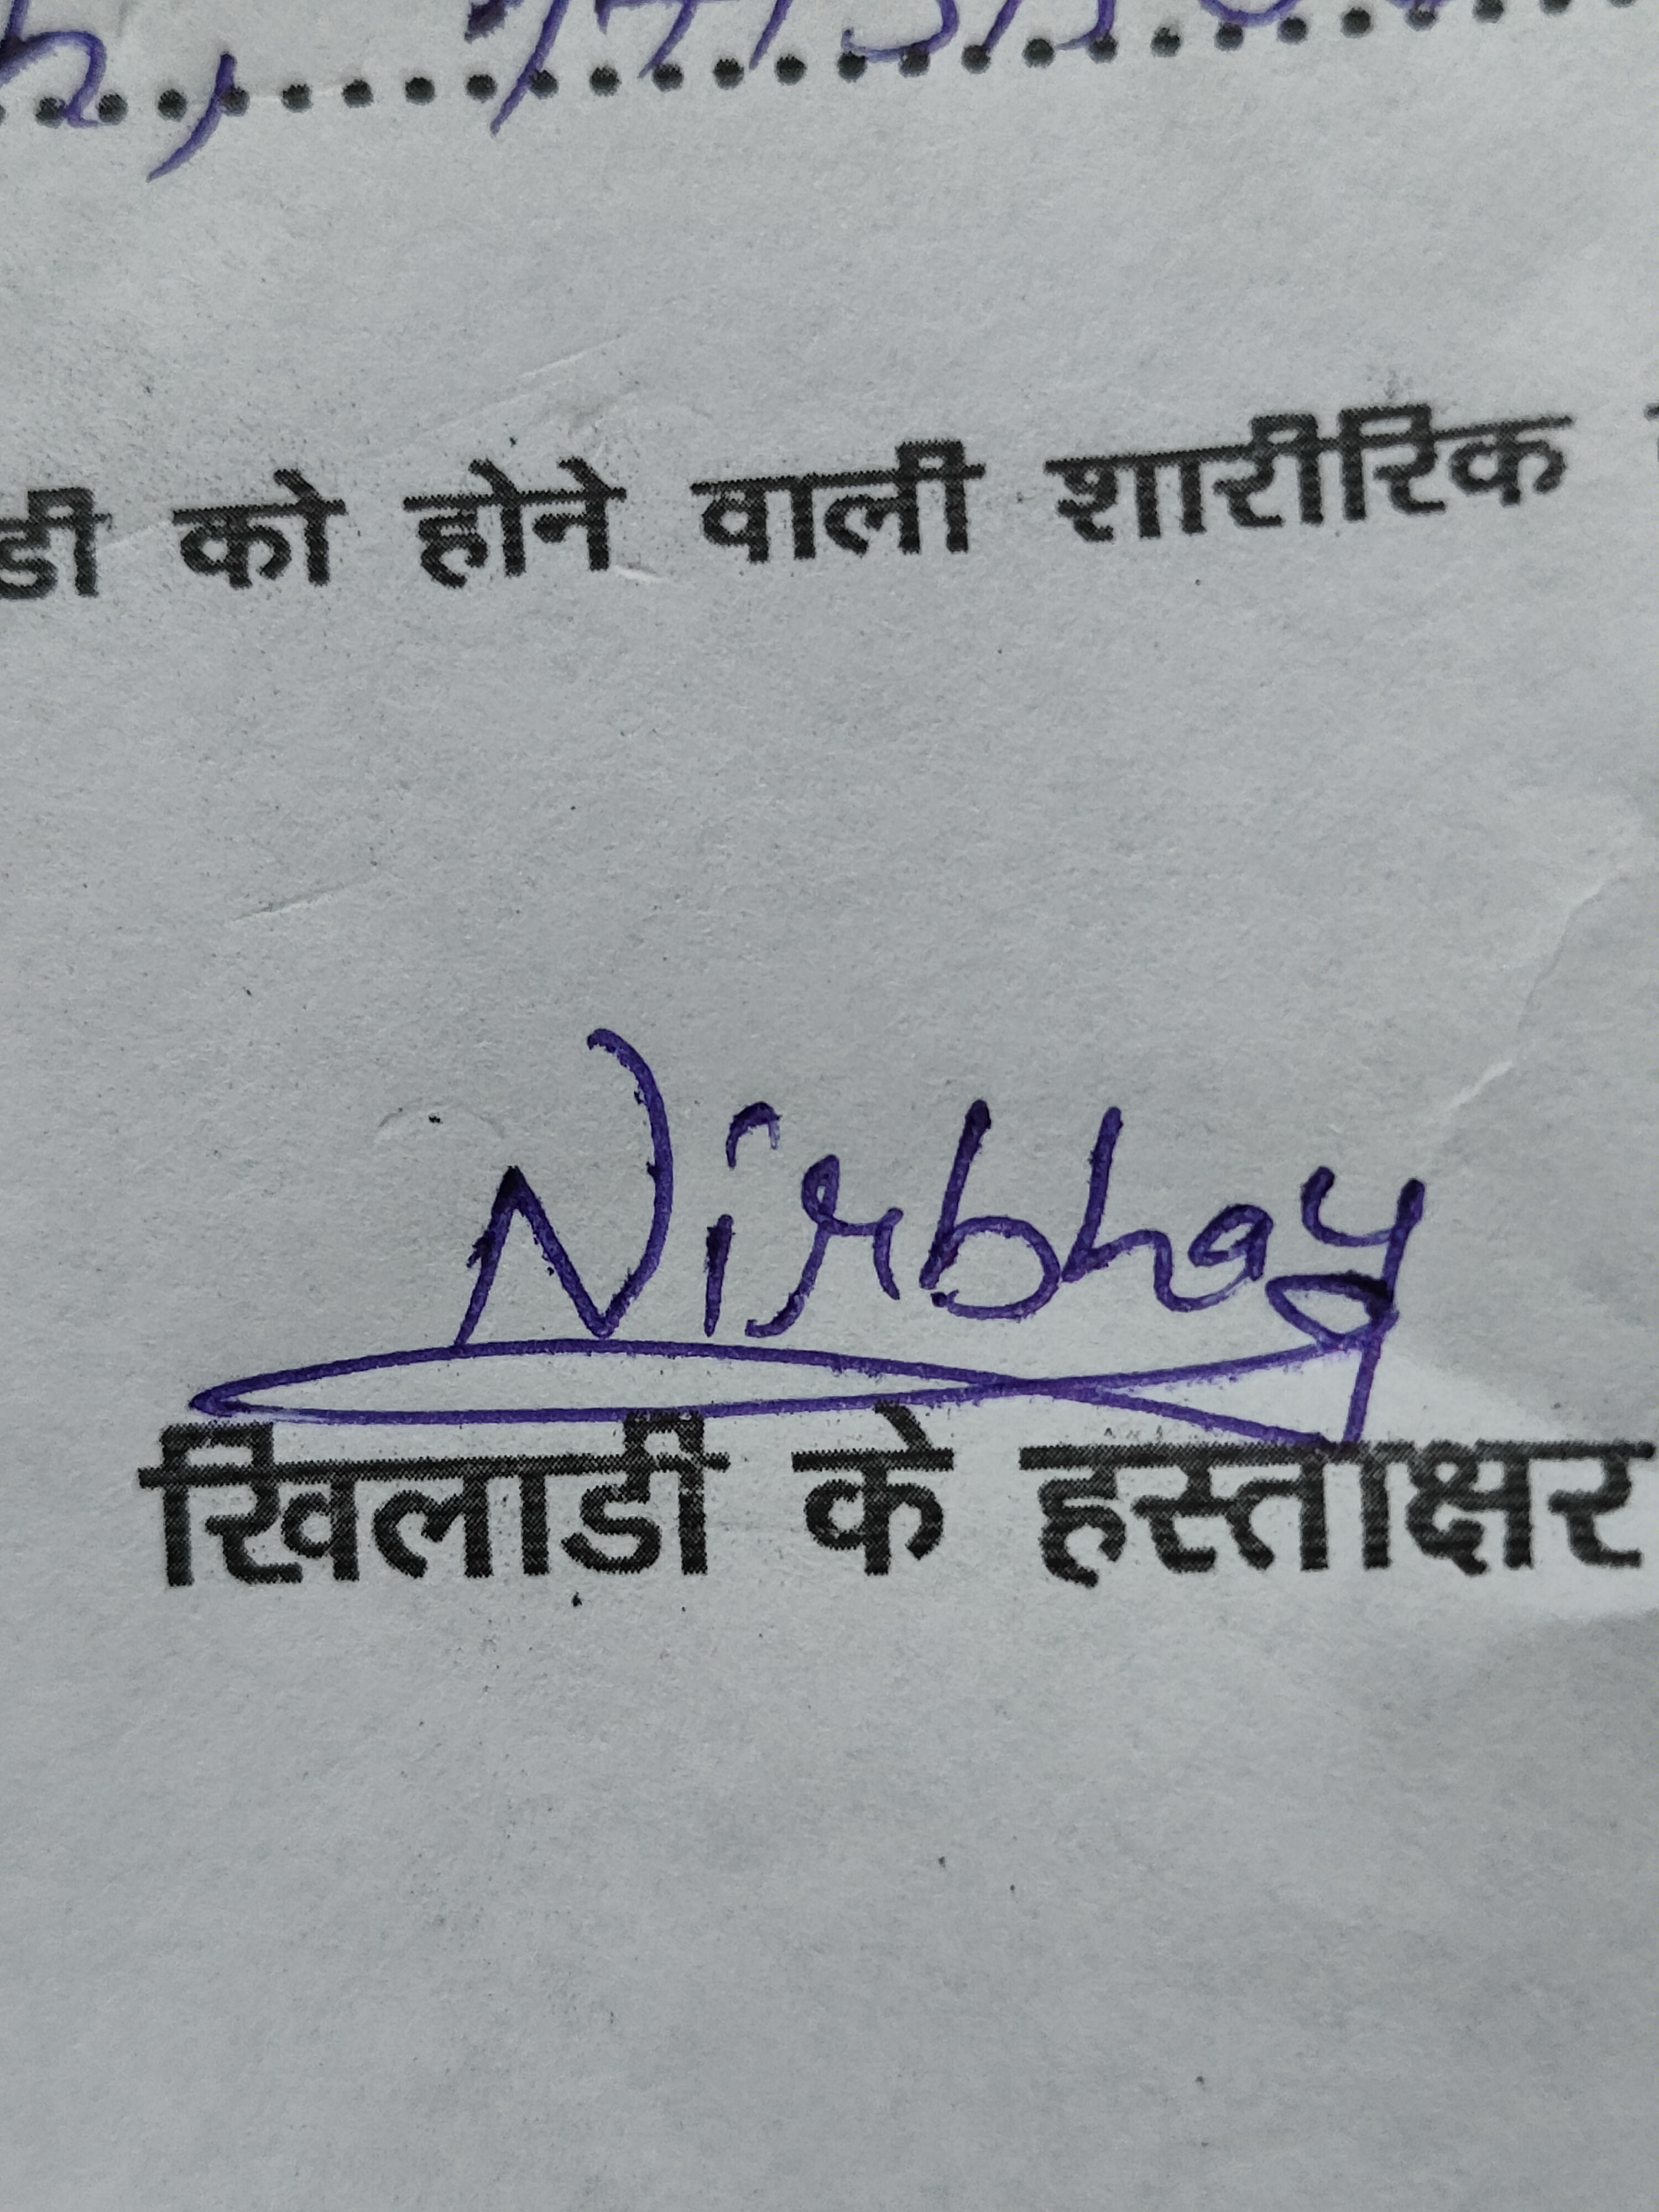 डी को होने वाली शारीरिक
Nirbhay
खिलाडी के हस्ताक्षर